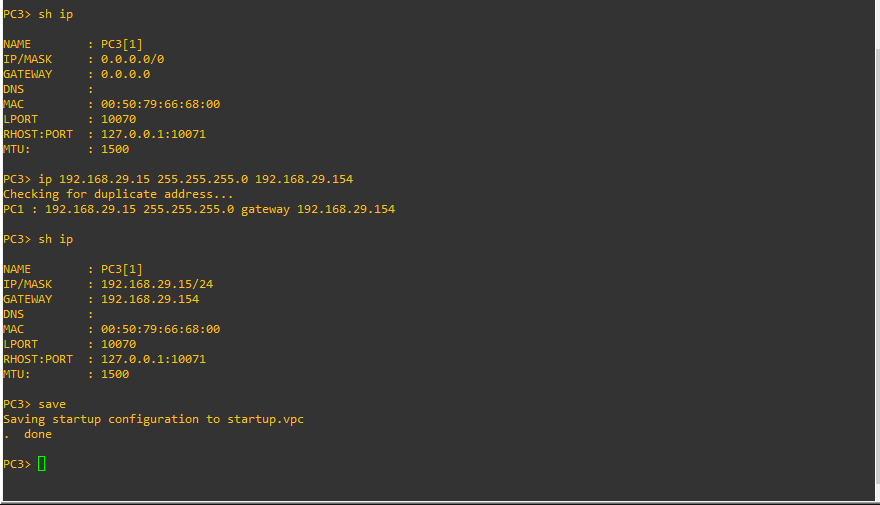 PC3> sh ip
NAME        : PC3[1]
IP/MASK     : 0.0.0.0/0
GATEWAY     : 0.0.0.0
DNS         :
MAC         : 00:50:79:66:68:00
LPORT       : 10070
RHOST:PORT  : 127.0.0.1:10071
MTU:        : 1500
PC3> ip 192.168.29.15 255.255.255.0 192.168.29.154
Checking for duplicate address...
PC1 : 192.168.29.15 255.255.255.0 gateway 192.168.29.154
PC3> sh ip
NAME        : PC3[1]
IP/MASK     : 192.168.29.15/24
GATEWAY     : 192.168.29.154
DNS         :
MAC         : 00:50:79:66:68:00
LPORT       : 10070
RHOST:PORT  : 127.0.0.1:10071
MTU:        : 1500
PC3> save
Saving startup configuration to startup.vpc
.  done
PC3>